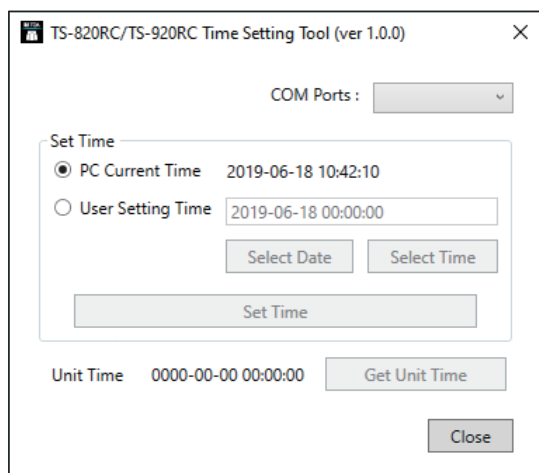 TS-820RC/TS-920RC Time Setting Tool (ver 1.0.0)
COM Ports :
Set Time
PC Current Time 2019-06-18 10:42:10
User Setting Time 2019-06-18 00:00:00
Select Date Select Time
Set Time
Unit Time 0000-00-00 00:00:00 Get Unit Time
Close